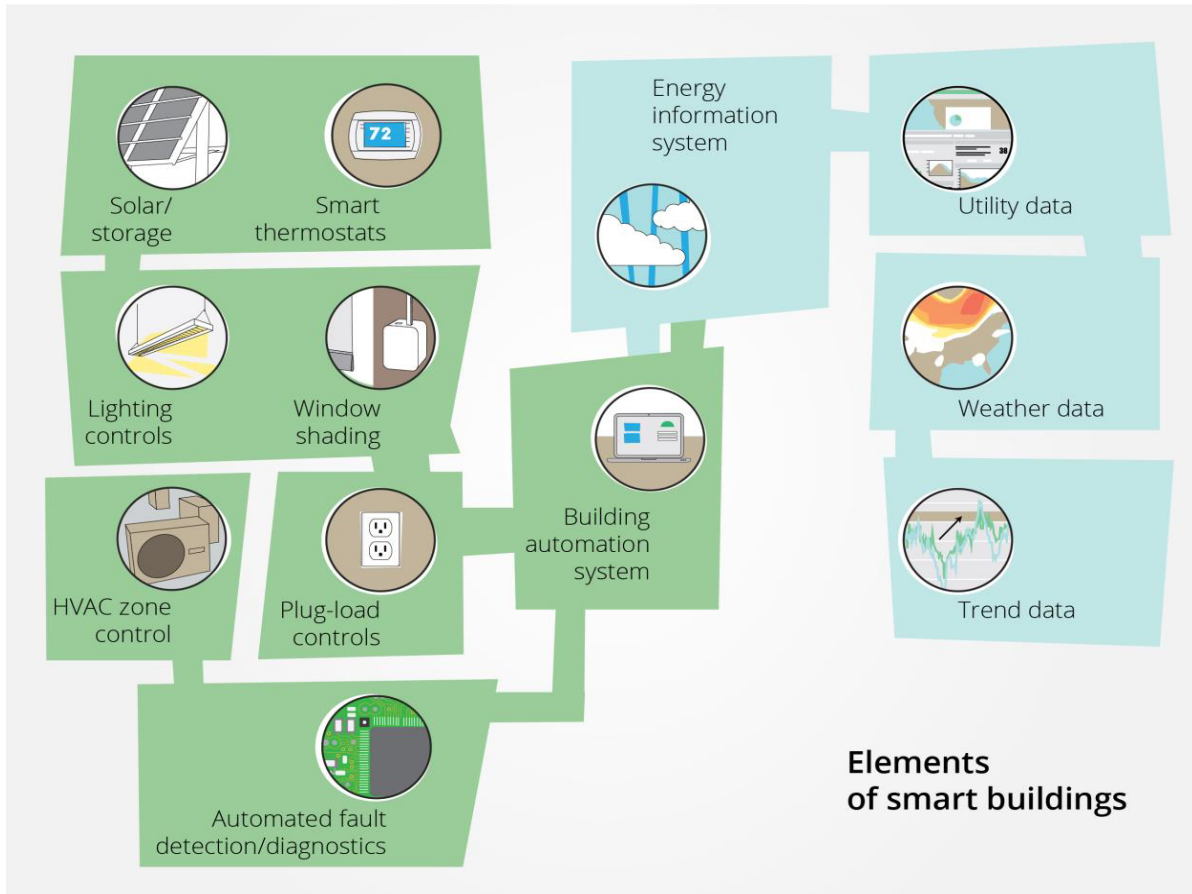 Solar/
storage
72
Smart
thermostats
Energy
information
system
38
Utility data
Lighting
controls
Window
shading
Weather data
HVAC zone
control
Plug-load
controls
Building
automation
system
Trend data
Automated fault
detection/diagnostics
Elements
of smart buildings